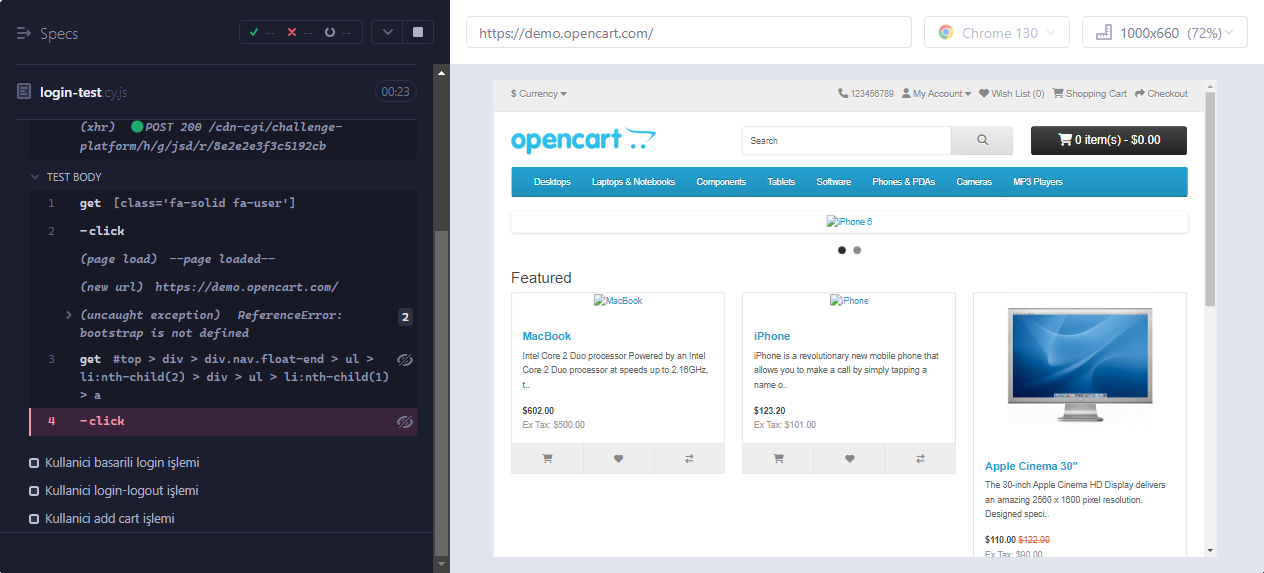 Specs
-- -- --
login-test.cy.js
00:23
(xhr) POST 200 /cdn-cgi/challenge-
platform/h/g/jsd/r/8e2e2e3f3c5192cb
TEST BODY
1 get [class='fa-solid fa-user']
2 -click
(page load) --page loaded--
(new url) https://demo.opencart.com/
(uncaught exception) ReferenceError: 2
bootstrap is not defined
3 get #top > div > div.nav.float-end > ul >
li:nth-child(2) > div > ul > li:nth-child(1)
> a
4 -click
Kullanici basarili login işlemi
Kullanici login-logout işlemi
Kullanici add cart işlemi
https://demo.opencart.com/
Chrome 130
1000x660 (72%)
$ Currency
123456789 My Account Wish List (0) Shopping Cart Checkout
opencart
Search
0 item(s) - $0.00
Desktops Laptops & Notebooks Components Tablets Software Phones & PDAs Cameras MP3 Players
iPhone 6
Featured
MacBook
MacBook
Intel Core 2 Duo processor Powered by an Intel
Core 2 Duo processor at speeds up to 2.16GHz,
t..
$602.00
Ex Tax: $500.00
iPhone
iPhone
iPhone is a revolutionary new mobile phone that
allows you to make a call by simply tapping a
name o..
$123.20
Ex Tax: $101.00
Apple Cinema 30"
The 30-inch Apple Cinema HD Display delivers
an amazing 2560 x 1600 pixel resolution.
Designed speci..
$110.00 $122.00
Ex Tax: $90.00